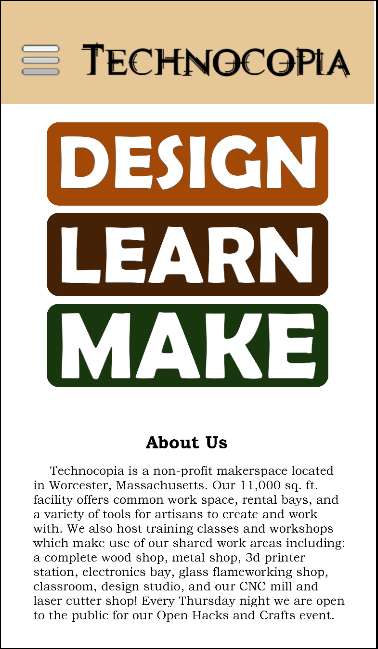 TECHNOCOPIA
DESIGN
LEARN
MAKE
About Us
Technocopia is a non-profit makerspace located
in Worcester, Massachusetts. Our 11,000 sq. ft.
facility offers common work space, rental bays, and
a variety of tools for artisans to create and work
with. We also host training classes and workshops
which make use of our shared work areas including:
a complete wood shop, metal shop, 3d printer
station, electronics bay, glass flameworking shop,
classroom, design studio, and our CNC mill and
laser cutter shop! Every Thursday night we are open
to the public for our Open Hacks and Crafts event.